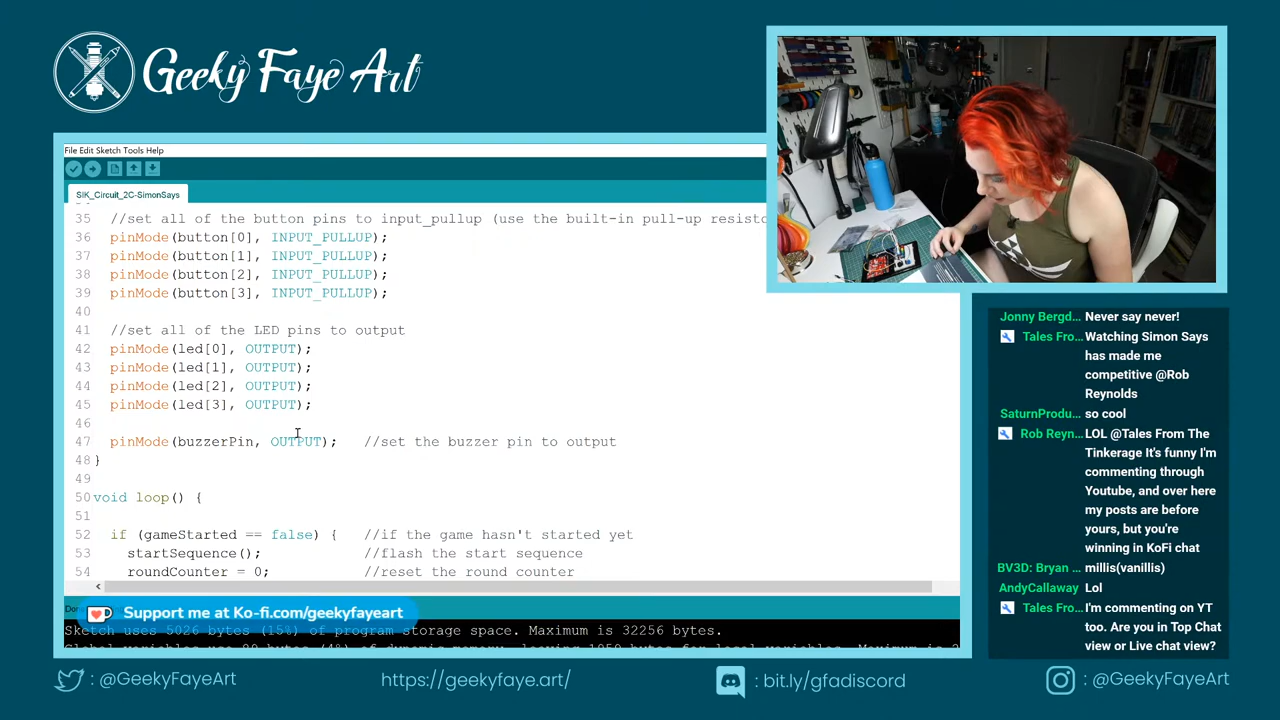 Geeky Faye Art
File Edit Sketch Tools Help
SIK_Circuit_2C-SimonSays
35 //set all of the button pins to input_pullup (use the built-in pull-up resisto
36 pinMode(button[0], INPUT_PULLUP);
37 pinMode(button[1], INPUT_PULLUP);
38 pinMode(button[2], INPUT_PULLUP);
39 pinMode(button[3], INPUT_PULLUP);
40
41 //set all of the LED pins to output
42 pinMode(led[0], OUTPUT);
43 pinMode(led[1], OUTPUT);
44 pinMode(led[2], OUTPUT);
45 pinMode(led[3], OUTPUT);
46
47 pinMode(buzzerPin, OUTPUT); //set the buzzer pin to output
48 }
49
50 void loop() {
51
52 if (gameStarted == false) { //if the game hasn't started yet
53 startSequence(); //flash the start sequence
54 roundCounter = 0; //reset the round counter
Support me at Ko-fi.com/geekyfayeart
Sketch uses 5026 bytes (15%) of program storage space. Maximum is 32256 bytes.
Jonny Bergd... Never say never!
Tales Fro... Watching Simon Says
has made me
competitive @Rob
Reynolds
SaturnProdu... so cool
Rob Reyn... LOL @Tales From The
Tinkerage It's funny I'm
commenting through
Youtube, and over here
my posts are before
yours, but you're
winning in KoFi chat
BV3D: Bryan ... millis(vanillis)
AndyCallaway Lol
Tales Fro... I'm commenting on YT
too. Are you in Top Chat
view or Live chat view?
: @GeekyFayeArt
https://geekyfaye.art/
: bit.ly/gfadiscord
: @GeekyFayeArt